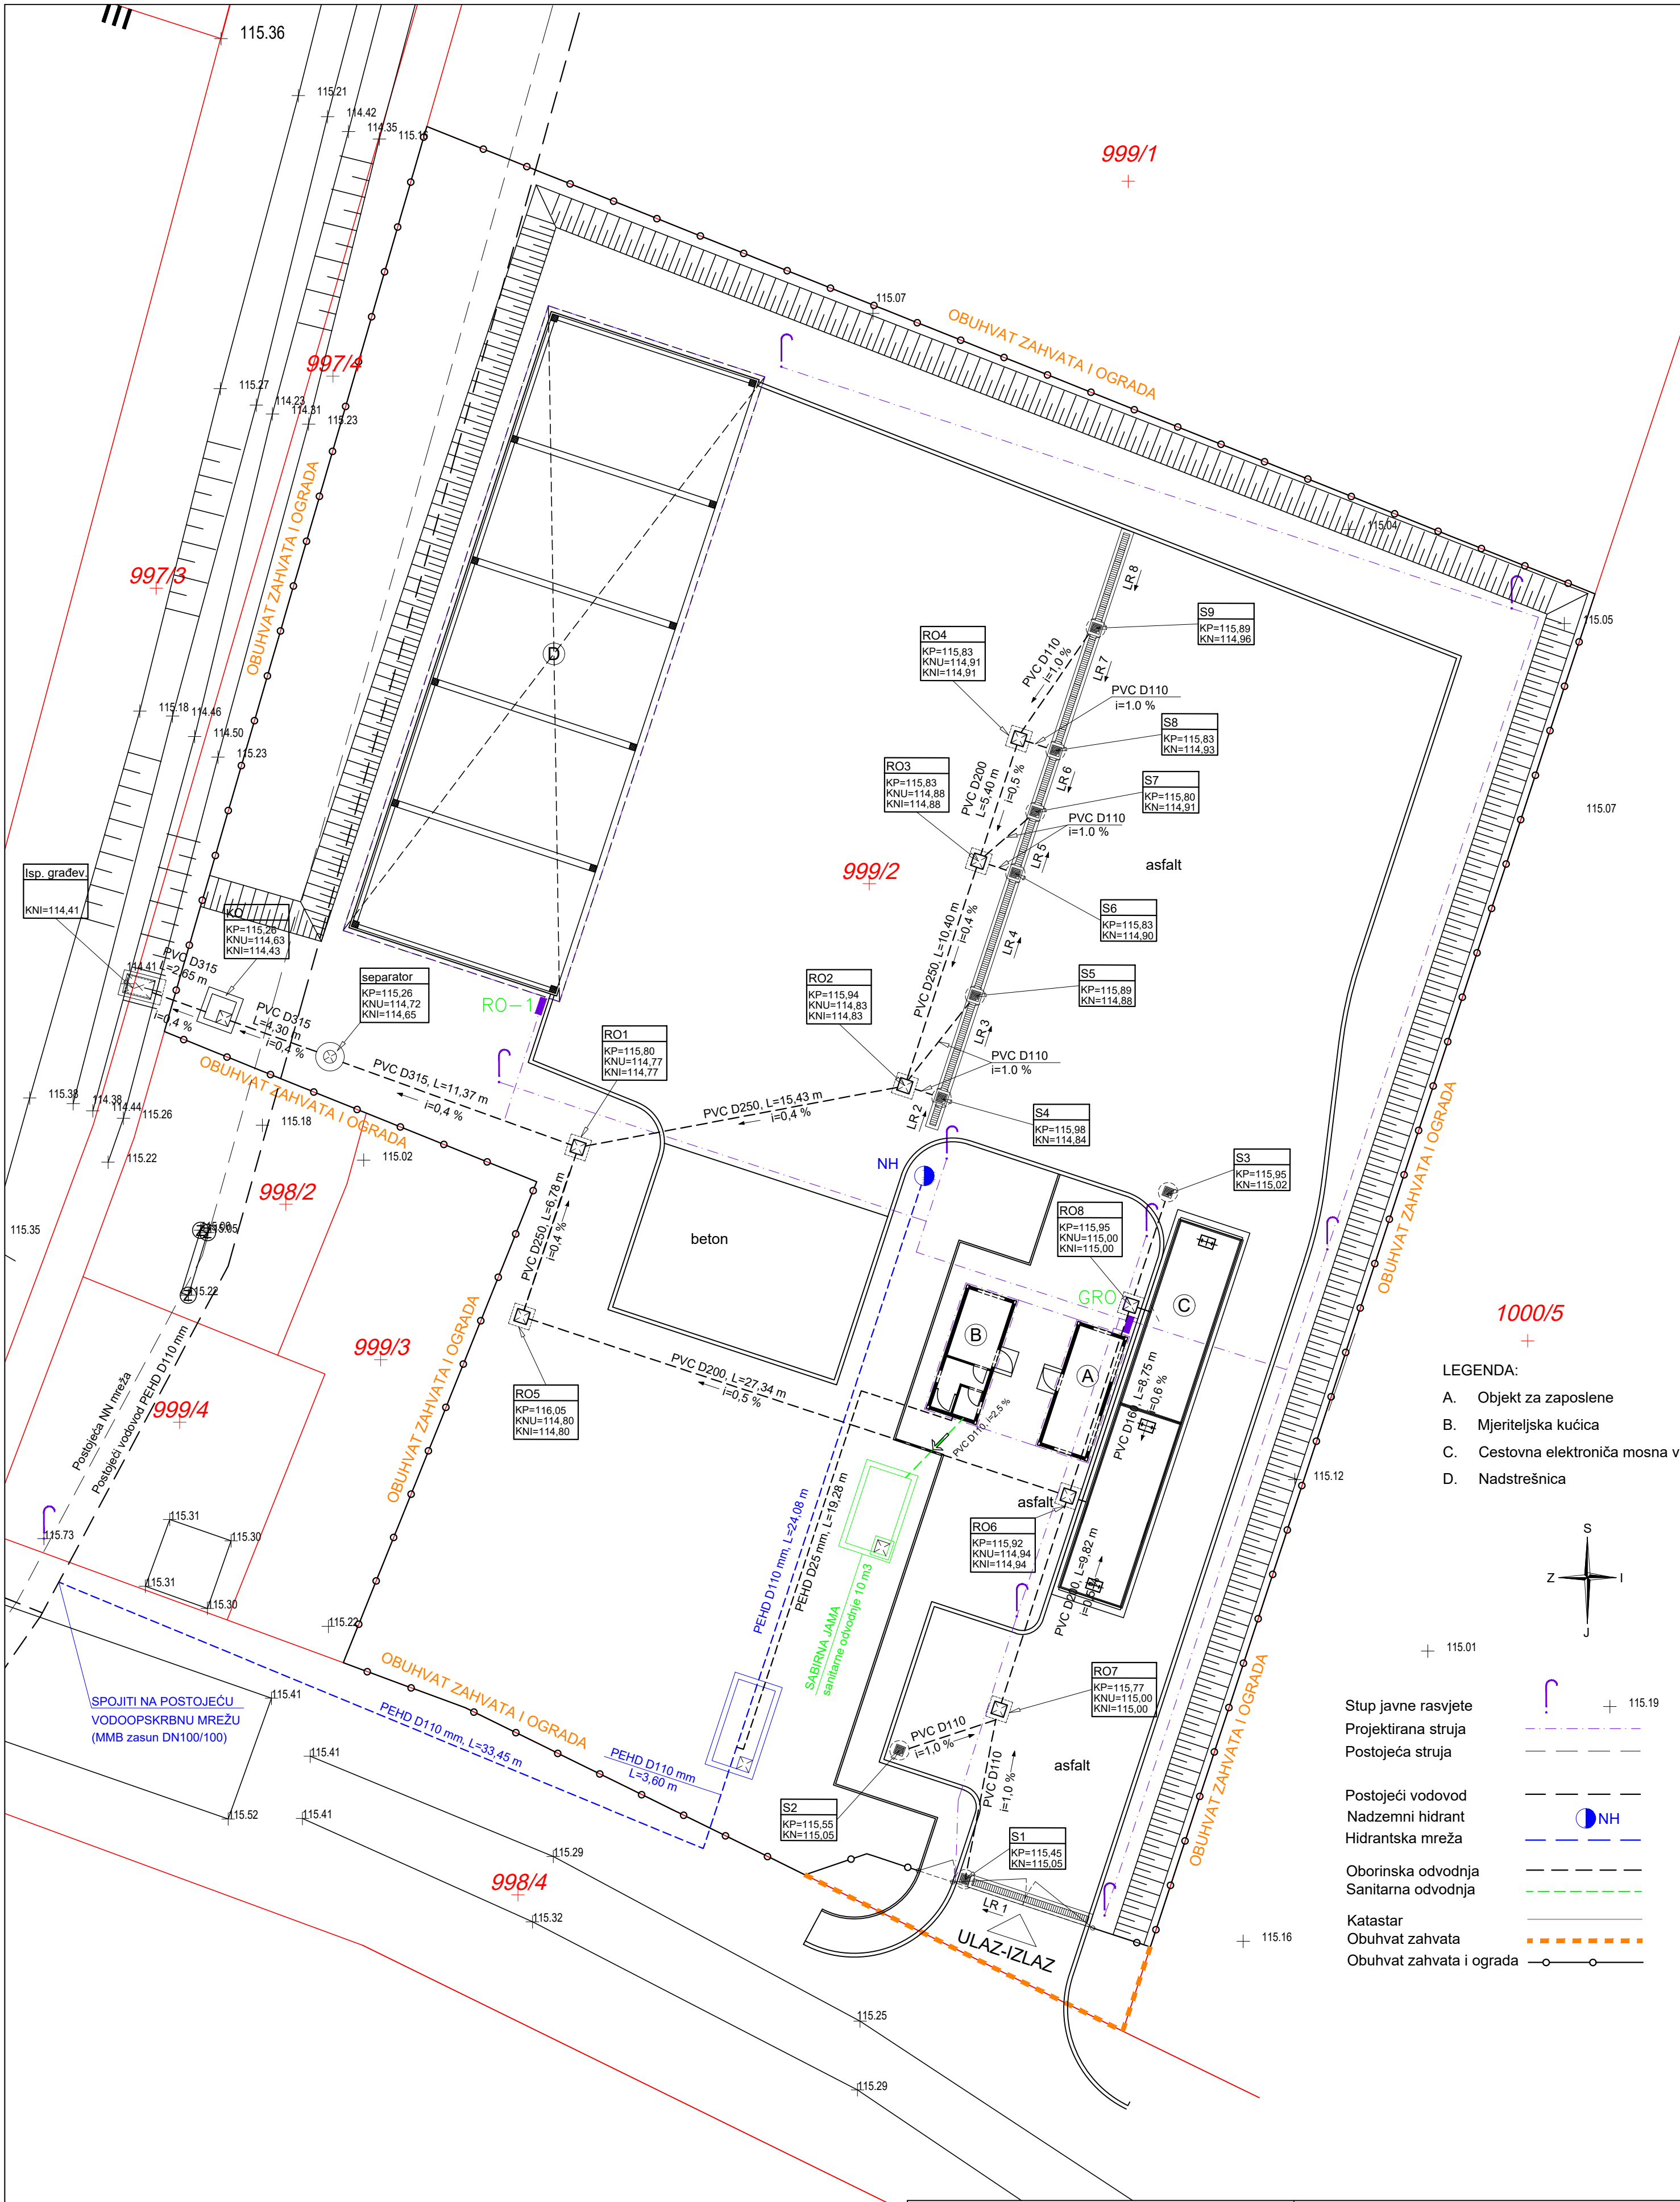 115.36
115.21
114.42
114.35
115.07
999/1
OBUHVAT ZAHVATA I OGRADA
997/4
115.27
114.23
114.31
115.23
OBUHVAT ZAHVATA I OGRADA
997/3
115.04
115.05
115.07
LR 8
S9
KP=115,89
KN=114,96
RO4
KP=115,83
KNU=114,91
KNI=114,91
PVC D110
i=1.0 %
LR 7
PVC D110
i=1.0 %
S8
KP=115,83
KN=114,93
D
115.18
114.46
114.50
115.23
RO3
KP=115,83
KNU=114,88
KNI=114,88
PVC D200
L=5,40 m
i=0,5 %
LR 6
S7
KP=115,80
KN=114,91
PVC D110
i=1.0 %
LR 5
asfalt
999/2
Isp. građev.
KNI=114,41
KO
KP=115,26
KNU=114,63
KNI=114,43
S6
KP=115,83
KN=114,90
PVC D250, L=10,40 m
i=0,4 %
LR 4
PVC D315
L=2,65 m
114.41
i=0,4 %
separator
KP=115,26
KNU=114,72
KNI=114,65
RO-1
RO2
KP=115,94
KNU=114,83
KNI=114,83
S5
KP=115,89
KN=114,88
LR 3
PVC D315
L=4,30 m
i=0,4 %
RO1
KP=115,80
KNU=114,77
KNI=114,77
PVC D110
i=1.0 %
PVC D315, L=11,37 m
i=0,4 %
PVC D250, L=15,43 m
i=0,4 %
LR 2
S4
KP=115,98
KN=114,84
OBUHVAT ZAHVATA I OGRADA
115.38
114.38
114.44
115.26
115.18
115.02
115.22
NH
S3
KP=115,95
KN=115,02
OBUHVAT ZAHVATA I OGRADA
998/2
115.35
115.05
115.22
PVC D250, L=6,78 m
i=0,4 %
beton
RO8
KP=115,95
KNU=115,00
KNI=115,00
GRO
C
B
A
1000/5
999/3
OBUHVAT ZAHVATA I OGRADA
Postojeća NN mreža
Postojeći vodovod PEHD D110 mm
999/4
RO5
KP=116,05
KNU=114,80
KNI=114,80
PVC D200, L=27,34 m
i=0,5 %
PVC D110, i=2,5 %
LEGENDA:
A. Objekt za zaposlene
B. Mjeriteljska kućica
C. Cestovna elektroniča mosna v
D. Nadstrešnica
115.12
asfalt
RO6
KP=115,92
KNU=114,94
KNI=114,94
PVC D200, L=9,82 m
PEHD D110 mm, L=24,08 m
PEHD D25 mm, L=19,28 m
SABIRNA JAMA
sanitarne odvodnje 10 m3
115.73
115.31
115.30
115.31
115.30
115.22
S
Z
I
J
115.01
SPOJITI NA POSTOJEĆU
VODOOPSKRBNU MREŽU
(MMB zasun DN100/100)
115.41
OBUHVAT ZAHVATA I OGRADA
PEHD D110 mm, L=33,45 m
PEHD D110 mm
L=3,60 m
RO7
KP=115,77
KNU=115,00
KNI=115,00
PVC D110
i=1,0 %
PVC D110
i=1,0 %
asfalt
OBUHVAT ZAHVATA I OGRADA
Stup javne rasvjete
115.19
Projektirana struja
Postojeća struja
Postojeći vodovod
Nadzemni hidrant
NH
Hidrantska mreža
Oborinska odvodnja
Sanitarna odvodnja
Katastar
Obuhvat zahvata
Obuhvat zahvata i ograda
115.41
115.52
115.41
115.29
S2
KP=115,55
KN=115,05
S1
KP=115,45
KN=115,05
LR 1
ULAZ-IZLAZ
998/4
115.32
115.16
115.25
115.29